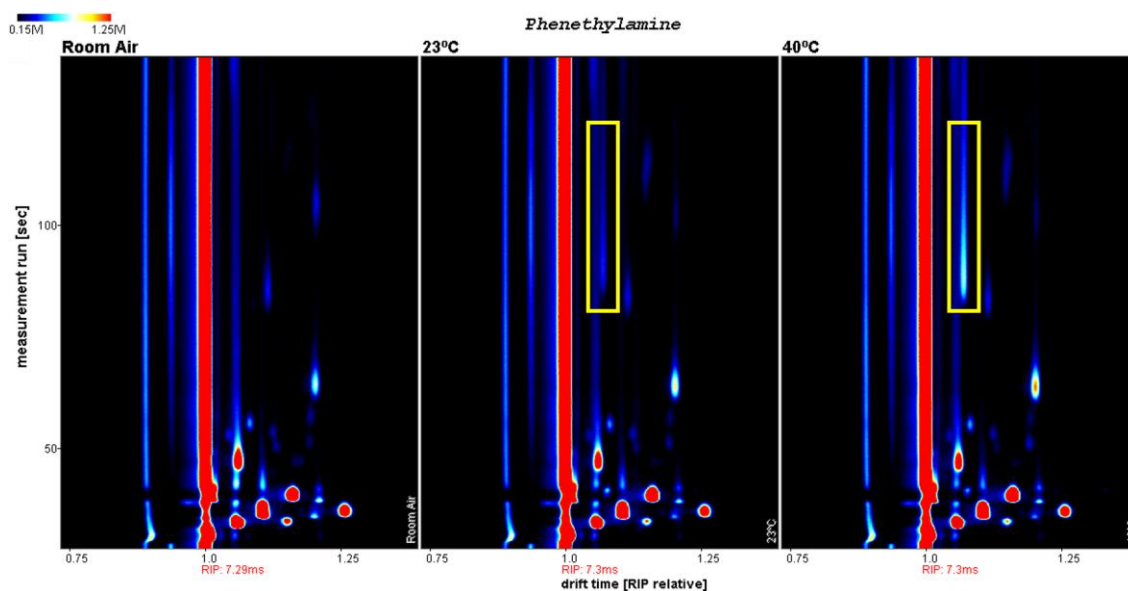 Phenethylamine
0.15M 1.25M
Room Air 23ºC 40ºC
measurement run [sec]
100
50
Room Air
23ºC
0.75 1.0 1.25 0.75 1.0 1.25 0.75 1.0 1.25
RIP: 7.29ms RIP: 7.3ms RIP: 7.3ms
drift time [RIP relative]